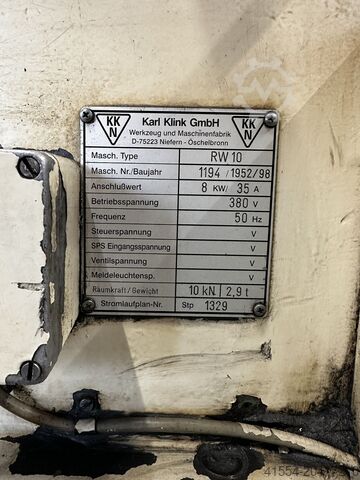 KK
N
Karl Klink GmbH
Werkzeug und Maschinenfabrik
D-75223 Niefern - Öschelbronn
KK
N
Masch. Type RW 10
Masch. Nr./Baujahr 1194 / 1952/98
Anschlußwert 8 KW/ 35 A
Betriebsspannung 380 V
Frequenz 50 Hz
Steuerspannung V
SPS Eingangsspannung V
Ventilspannung V
Meldeleuchtensp. V
Räumkraft / Gewicht 10 kN | 2,9 t
Stromlaufplan-Nr. Stp 1329